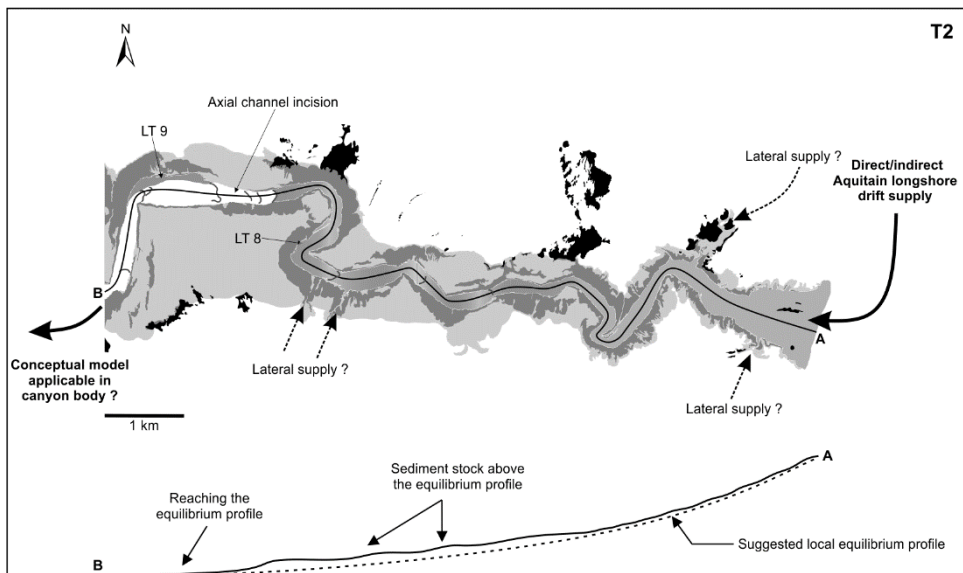 T2
N
Axial channel incision
LT 9
Lateral supply ?
Direct/indirect
Aquitain longshore
drift supply
LT 8
B
A
Conceptual model
applicable in
canyon body ?
Lateral supply ?
Lateral supply ?
1 km
A
Sediment stock above
the equilibrium profile
Reaching the
equilibrium profile
Suggested local equilibrium profile
B